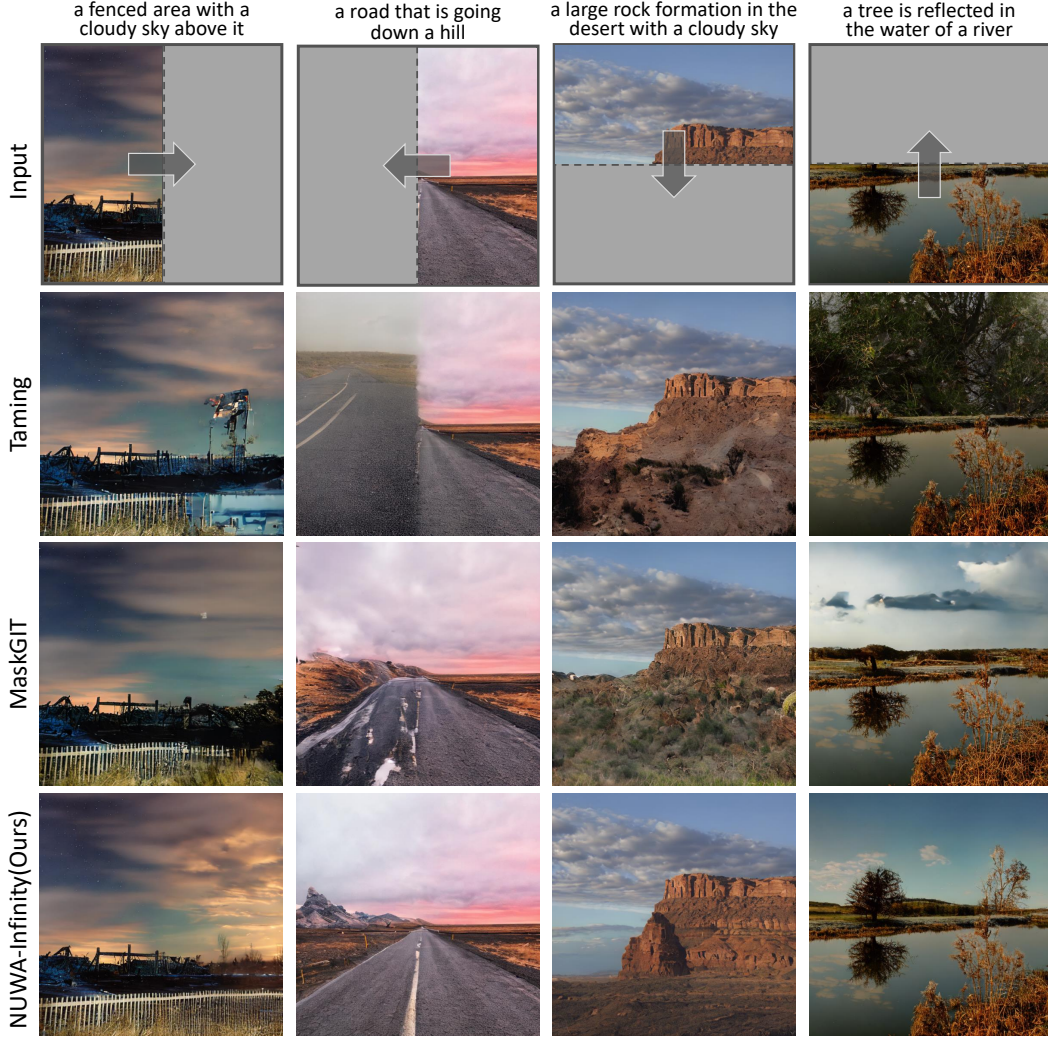 a fenced area with a
cloudy sky above it
a road that is going
down a hill
a large rock formation in the
desert with a cloudy sky
a tree is reflected in
the water of a river
Input
Taming
MaskGIT
NUWA-Infinity(Ours)